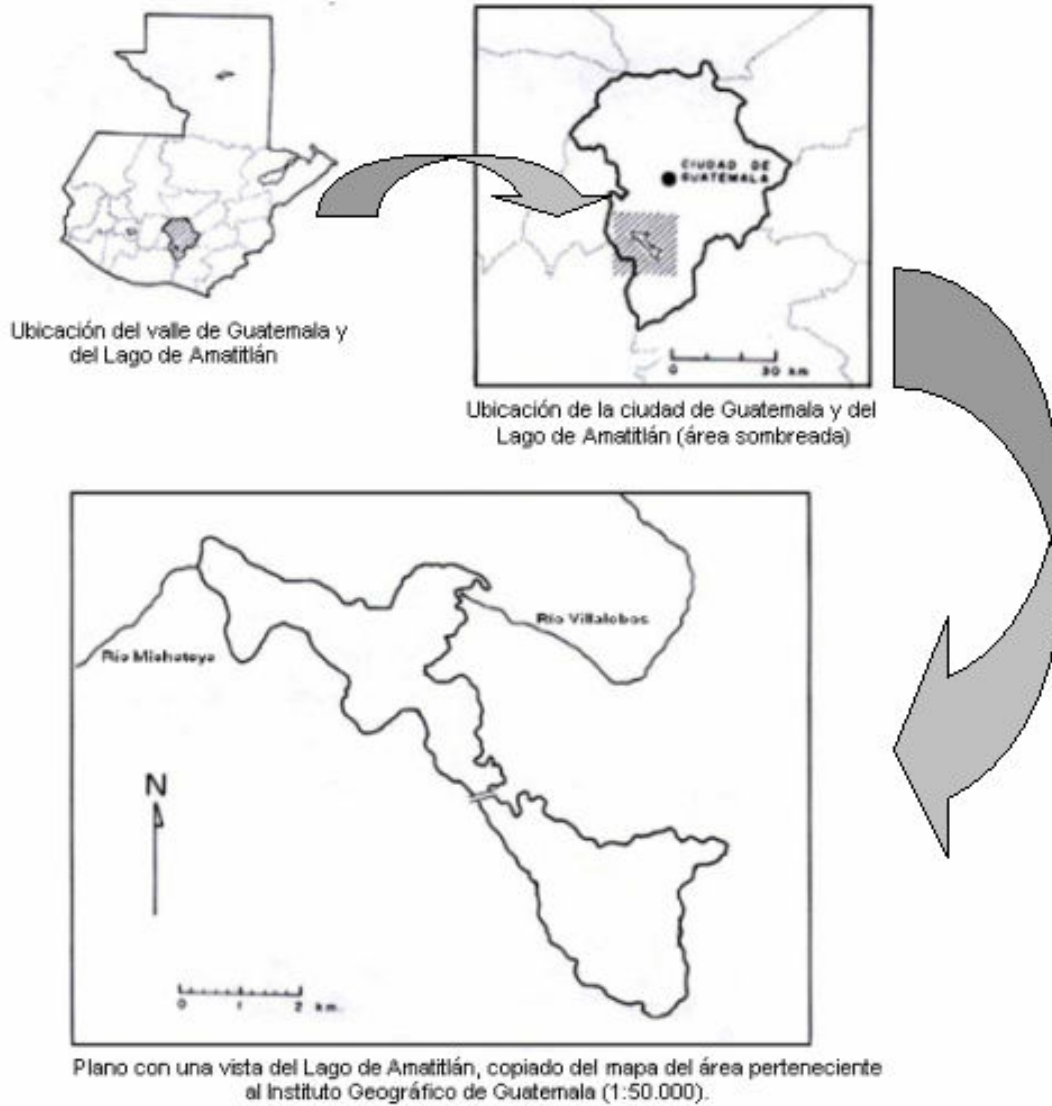 CIUDAD DE
GUATEMALA
0 30 km
Ubicación del valle de Guatemala y
del Lago de Amatitlán
Ubicación de la ciudad de Guatemala y del
Lago de Amatitlán (área sombreada)
Río Villalobos
Río Michatoya
N
0 1 2 km.
Plano con una vista del Lago de Amatitlán, copiado del mapa del área perteneciente
al Instituto Geográfico de Guatemala (1:50.000).